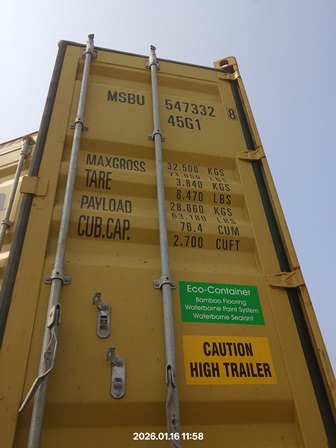 MSBU 547332 8
45G1
MAXGROSS 32.500 KGS
71.650 LBS
TARE 3.840 KGS
8.470 LBS
PAYLOAD 28.660 KGS
63.180 LBS
CUB.CAP. 76.4 CUM
2.700 CUFT
Eco-Container
Bamboo Flooring
Waterborne Paint System
Waterborne Sealant
CAUTION
HIGH TRAILER
2026.01.16 11:58